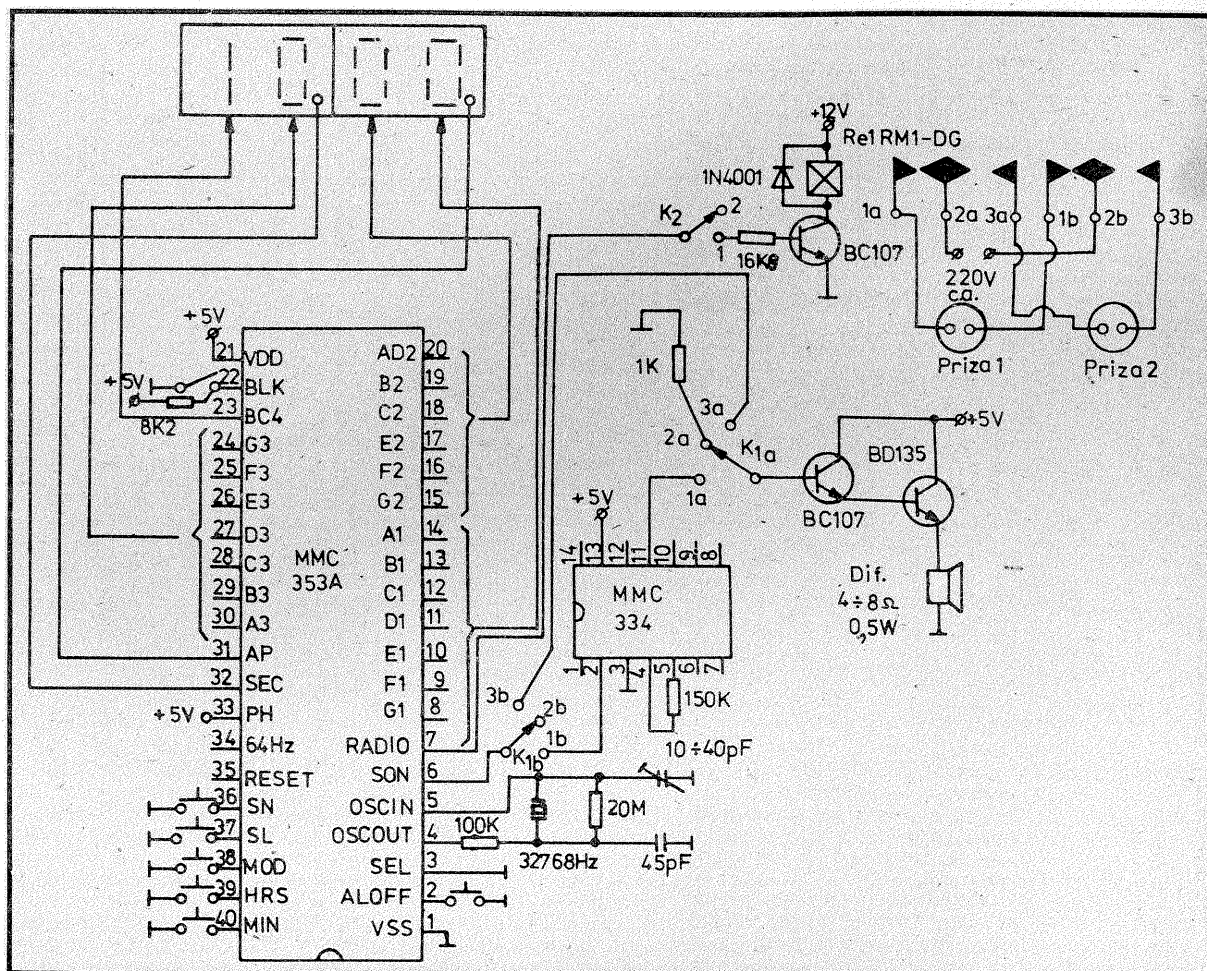 +12V
Re1 RM1-DG
1N4001
K2
2
1
16K
BC107
1a
2a
3a
1b
2b
3b
220V
c.a.
Priza1
Priza2
+5V
21 VDD
+5V
22 BLK
23 BC4
8K2
24 G3
25 F3
26 E3
27 D3
28 C3
29 B3
30 A3
31 AP
32 SEC
+5V
33 PH
34 64Hz
35 RESET
36 SN
37 SL
38 MOD
39 HRS
40 MIN
MMC
353A
AD2 20
B2 19
C2 18
E2 17
F2 16
G2 15
A1 14
B1 13
C1 12
D1 11
E1 10
F1 9
G1 8
RADIO 7
SON 6
OSCIN 5
OSCOUT 4
SEL 3
ALOFF 2
VSS 1
1K
3a
2a
K1a
1a
+5V
BD135
BC107
+5V
14 13 12 11 10 9 8
MMC
334
1 2 3 4 5 6 7
150K
Dif.
4÷8Ω
0,5W
3b
2b
1b
K1b
10÷40pF
20M
100K
32768Hz
45pF